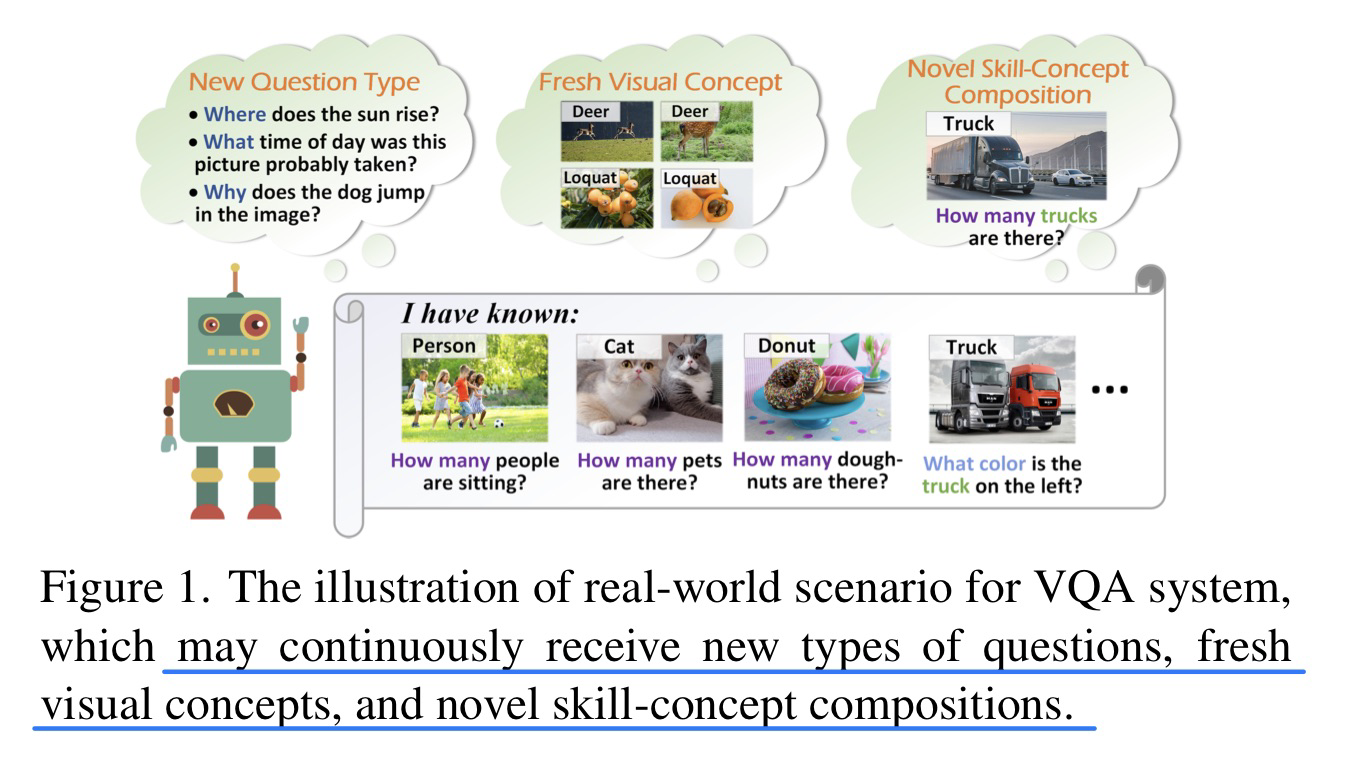 New Question Type
• Where does the sun rise?
• What time of day was this
picture probably taken?
• Why does the dog jump
in the image?
Fresh Visual Concept
Deer
Deer
Loquat
Loquat
Novel Skill-Concept
Composition
Truck
How many trucks
are there?
I have known:
Person
How many people
are sitting?
Cat
How many pets
are there?
Donut
How many dough-
nuts are there?
Truck
What color is the
truck on the left?
...
Figure 1. The illustration of real-world scenario for VQA system,
which may continuously receive new types of questions, fresh
visual concepts, and novel skill-concept compositions.